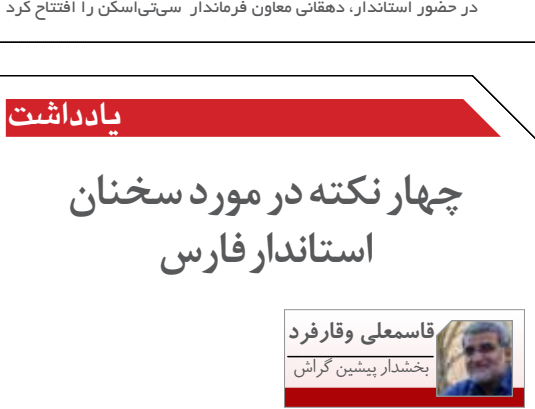 در حضور استاندار، دهقانی معاون فرماندار سی‌تی‌اسکن را افتتاح کرد
یادداشت
چهار نکته در مورد سخنان
استاندار فارس
قاسمعلی وقارفرد
بخشدار پیشین گراش